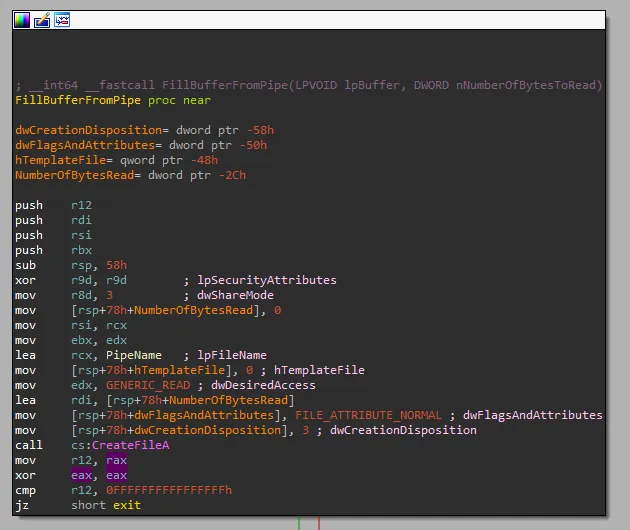 ; __int64 __fastcall FillBufferFromPipe(LPVOID lpBuffer, DWORD nNumberOfBytesToRead)
FillBufferFromPipe proc near
dwCreationDisposition= dword ptr -58h
dwFlagsAndAttributes= dword ptr -50h
hTemplateFile= qword ptr -48h
NumberOfBytesRead= dword ptr -2Ch
push r12
push rdi
push rsi
push rbx
sub rsp, 58h
xor r9d, r9d ; lpSecurityAttributes
mov r8d, 3 ; dwShareMode
mov [rsp+78h+NumberOfBytesRead], 0
mov rsi, rcx
mov ebx, edx
lea rcx, PipeName ; lpFileName
mov [rsp+78h+hTemplateFile], 0 ; hTemplateFile
mov edx, GENERIC_READ ; dwDesiredAccess
lea rdi, [rsp+78h+NumberOfBytesRead]
mov [rsp+78h+dwFlagsAndAttributes], FILE_ATTRIBUTE_NORMAL ; dwFlagsAndAttributes
mov [rsp+78h+dwCreationDisposition], 3 ; dwCreationDisposition
call cs:CreateFileA
mov r12, rax
xor eax, eax
cmp r12, 0FFFFFFFFFFFFFFFFh
jz short exit